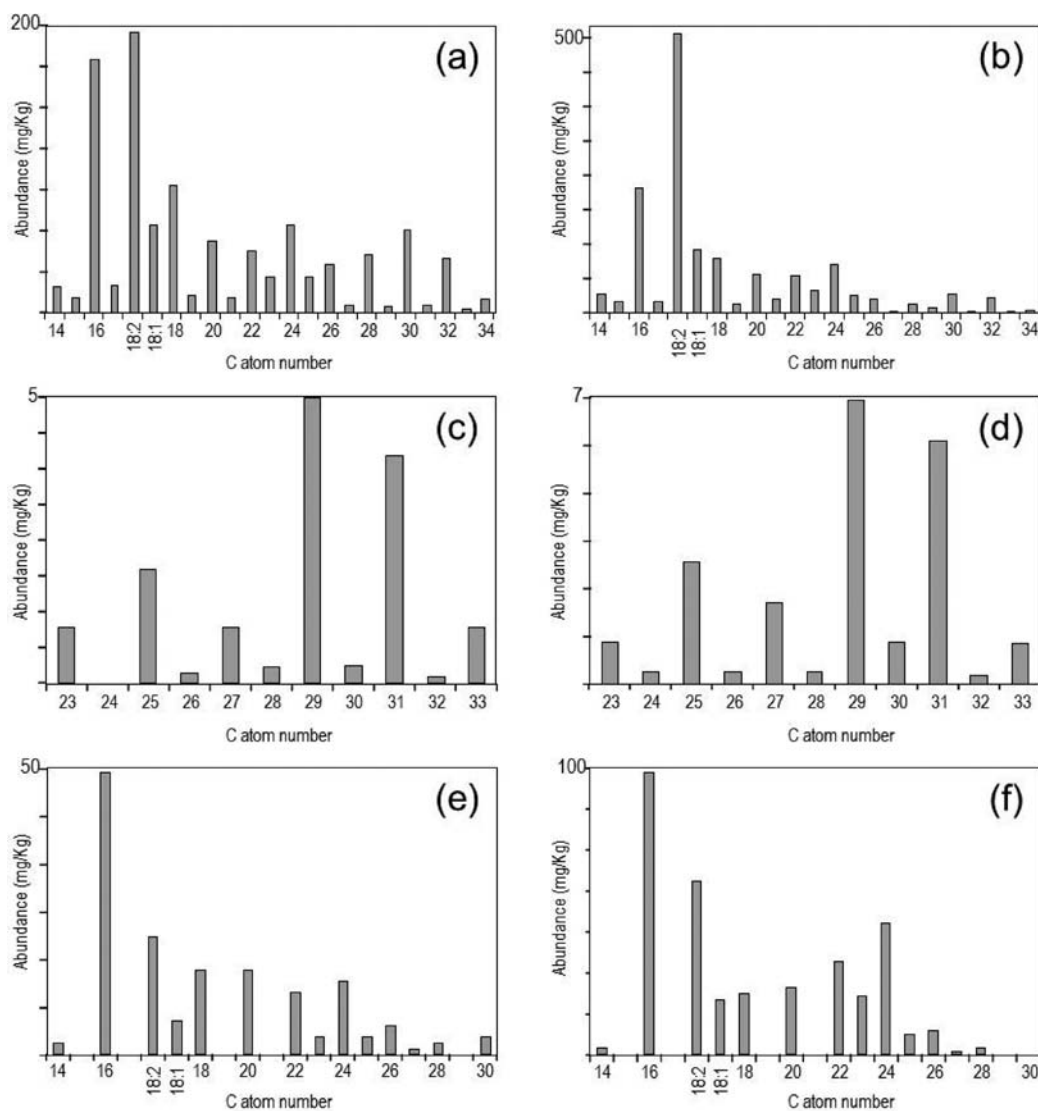 200
(a)
Abundance (mg/Kg)
14 16 18:2 18:1 18 20 22 24 26 28 30 32 34
C atom number
500
(b)
Abundance (mg/Kg)
14 16 18:2 18:1 18 20 22 24 26 28 30 32 34
C atom number
5
(c)
Abundance (mg/Kg)
23 24 25 26 27 28 29 30 31 32 33
C atom number
7
(d)
Abundance (mg/Kg)
23 24 25 26 27 28 29 30 31 32 33
C atom number
50
(e)
Abundance (mg/Kg)
14 16 18:2 18:1 18 20 22 24 26 28 30
C atom number
100
(f)
Abundance (mg/Kg)
14 16 18:2 18:1 18 20 22 24 26 28 30
C atom number